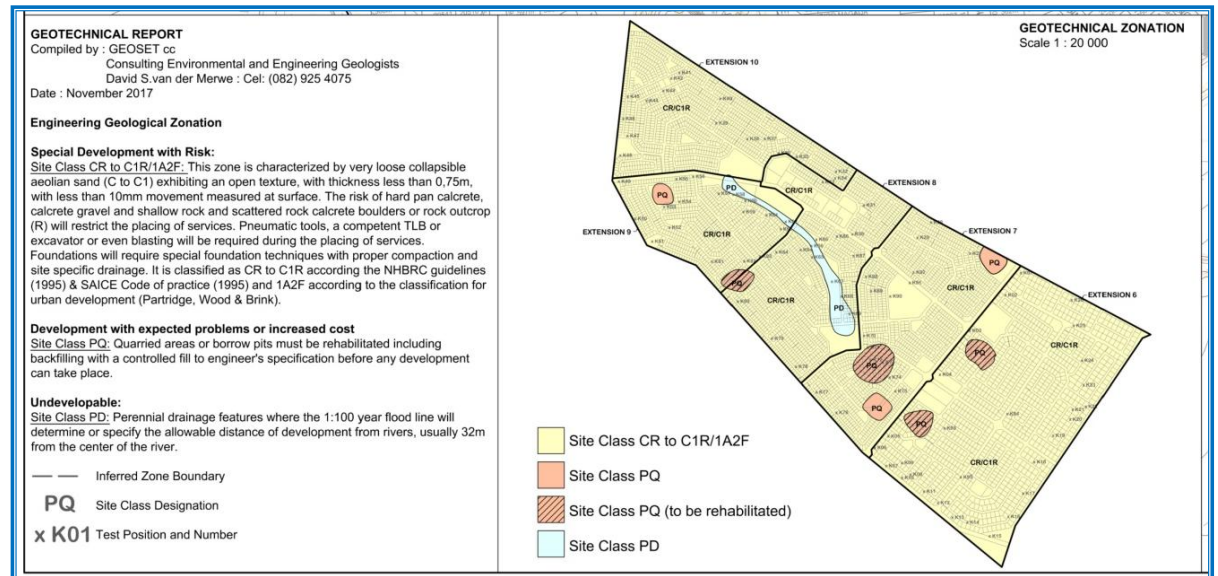 GEOTECHNICAL REPORT
Compiled by : GEOSET cc
Consulting Environmental and Engineering Geologists
David S.van der Merwe : Cel: (082) 925 4075
Date : November 2017
Engineering Geological Zonation
Special Development with Risk:
Site Class CR to C1R/1A2F: This zone is characterized by very loose collapsible
aeolian sand (C to C1) exhibiting an open texture, with thickness less than 0,75m,
with less than 10mm movement measured at surface. The risk of hard pan calcrete,
calcrete gravel and shallow rock and scattered rock calcrete boulders or rock outcrop
(R) will restrict the placing of services. Pneumatic tools, a competent TLB or
excavator or even blasting will be required during the placing of services.
Foundations will require special foundation techniques with proper compaction and
site specific drainage. It is classified as CR to C1R according the NHBRC guidelines
(1995) & SAICE Code of practice (1995) and 1A2F according to the classification for
urban development (Partridge, Wood & Brink).
Development with expected problems or increased cost
Site Class PQ: Quarried areas or borrow pits must be rehabilitated including
backfilling with a controlled fill to engineer's specification before any development
can take place.
Undevelopable:
Site Class PD: Perennial drainage features where the 1:100 year flood line will
determine or specify the allowable distance of development from rivers, usually 32m
from the center of the river.
Inferred Zone Boundary
PQ Site Class Designation
x K01 Test Position and Number
GEOTECHNICAL ZONATION
Scale 1 : 20 000
EXTENSION 10
CR/C1R
EXTENSION 8
PD
CR/C1R
PQ
EXTENSION 9
CR/C1R
EXTENSION 7
PQ
PQ
CR/C1R
CR/C1R
EXTENSION 6
PD
PQ
PQ
CR/C1R
PQ
PQ
CR/C1R
Site Class CR to C1R/1A2F
Site Class PQ
Site Class PQ (to be rehabilitated)
Site Class PD